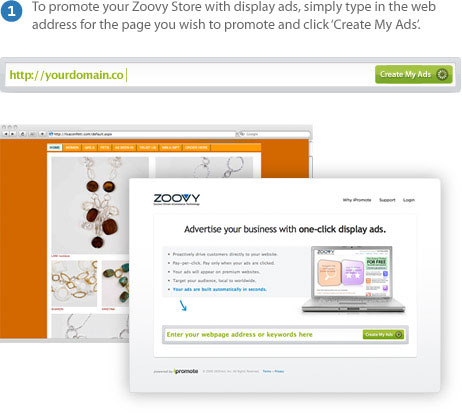 1
To promote your Zoovy Store with display ads, simply type in the web
address for the page you wish to promote and click 'Create My Ads'.
http://yourdomain.co
Create My Ads
Google
HOME
ZOOVY
Why iPromote Support Login
Advertise your business with one-click display ads.
Proactively drive customers directly to your website.
Pay-per-click. Pay only when your ads are clicked.
Your ads will appear on premium websites.
Target your audience, local to worldwide.
Your ads are built automatically in seconds.
ZOOVY
FOR FREE
Enter your webpage address or keywords here
Create My Ads
powered by ipromote
Terms - Privacy